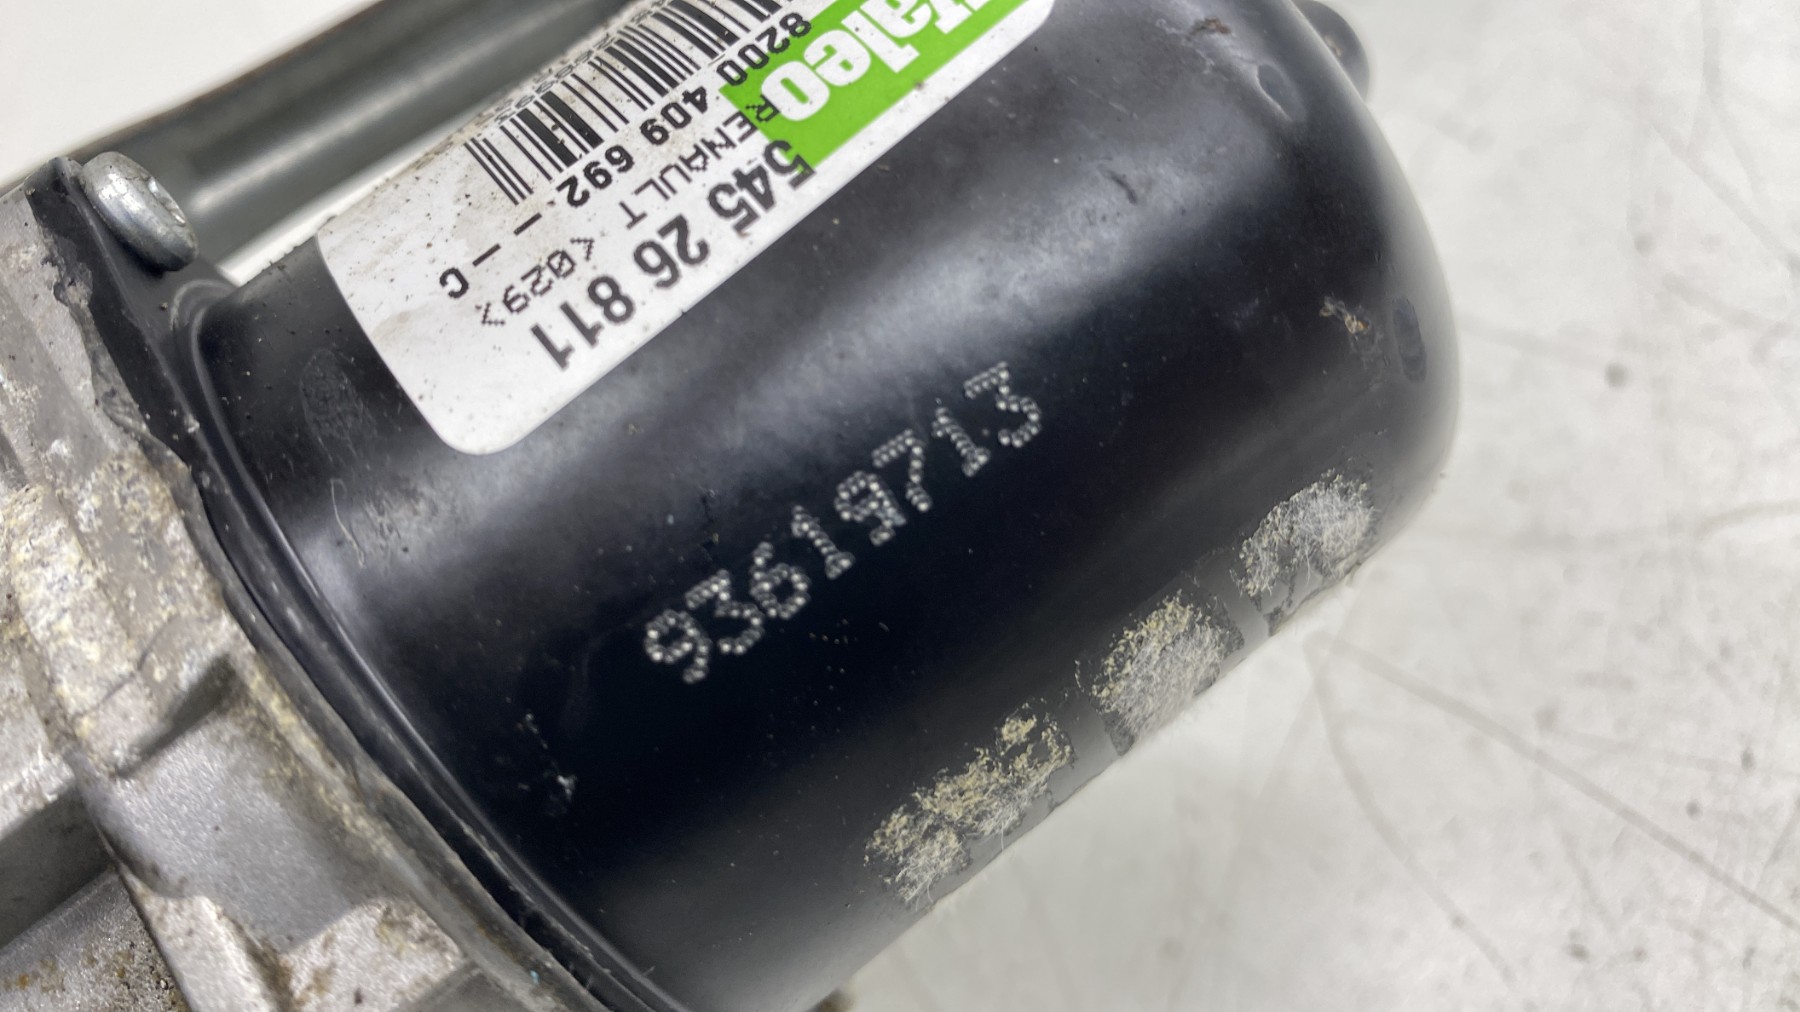 Valeo
545 26 811
RENAULT <029>
8200 409 692 - - C
93619713